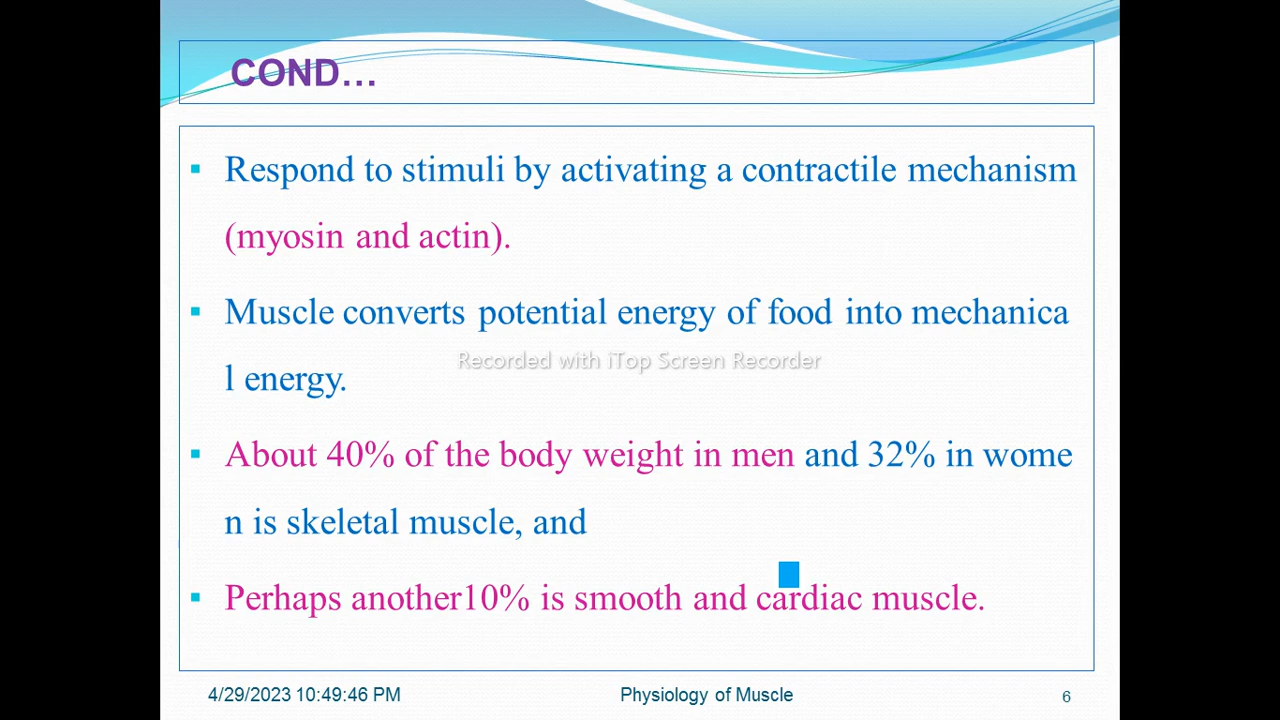 COND…
Respond to stimuli by activating a contractile mechanism
(myosin and actin).
Muscle converts potential energy of food into mechanica
Recorded with iTop Screen Recorder
l energy.
About 40% of the body weight in men and 32% in wome
n is skeletal muscle, and
Perhaps another10% is smooth and cardiac muscle.
4/29/2023 10:49:46 PM
Physiology of Muscle
6